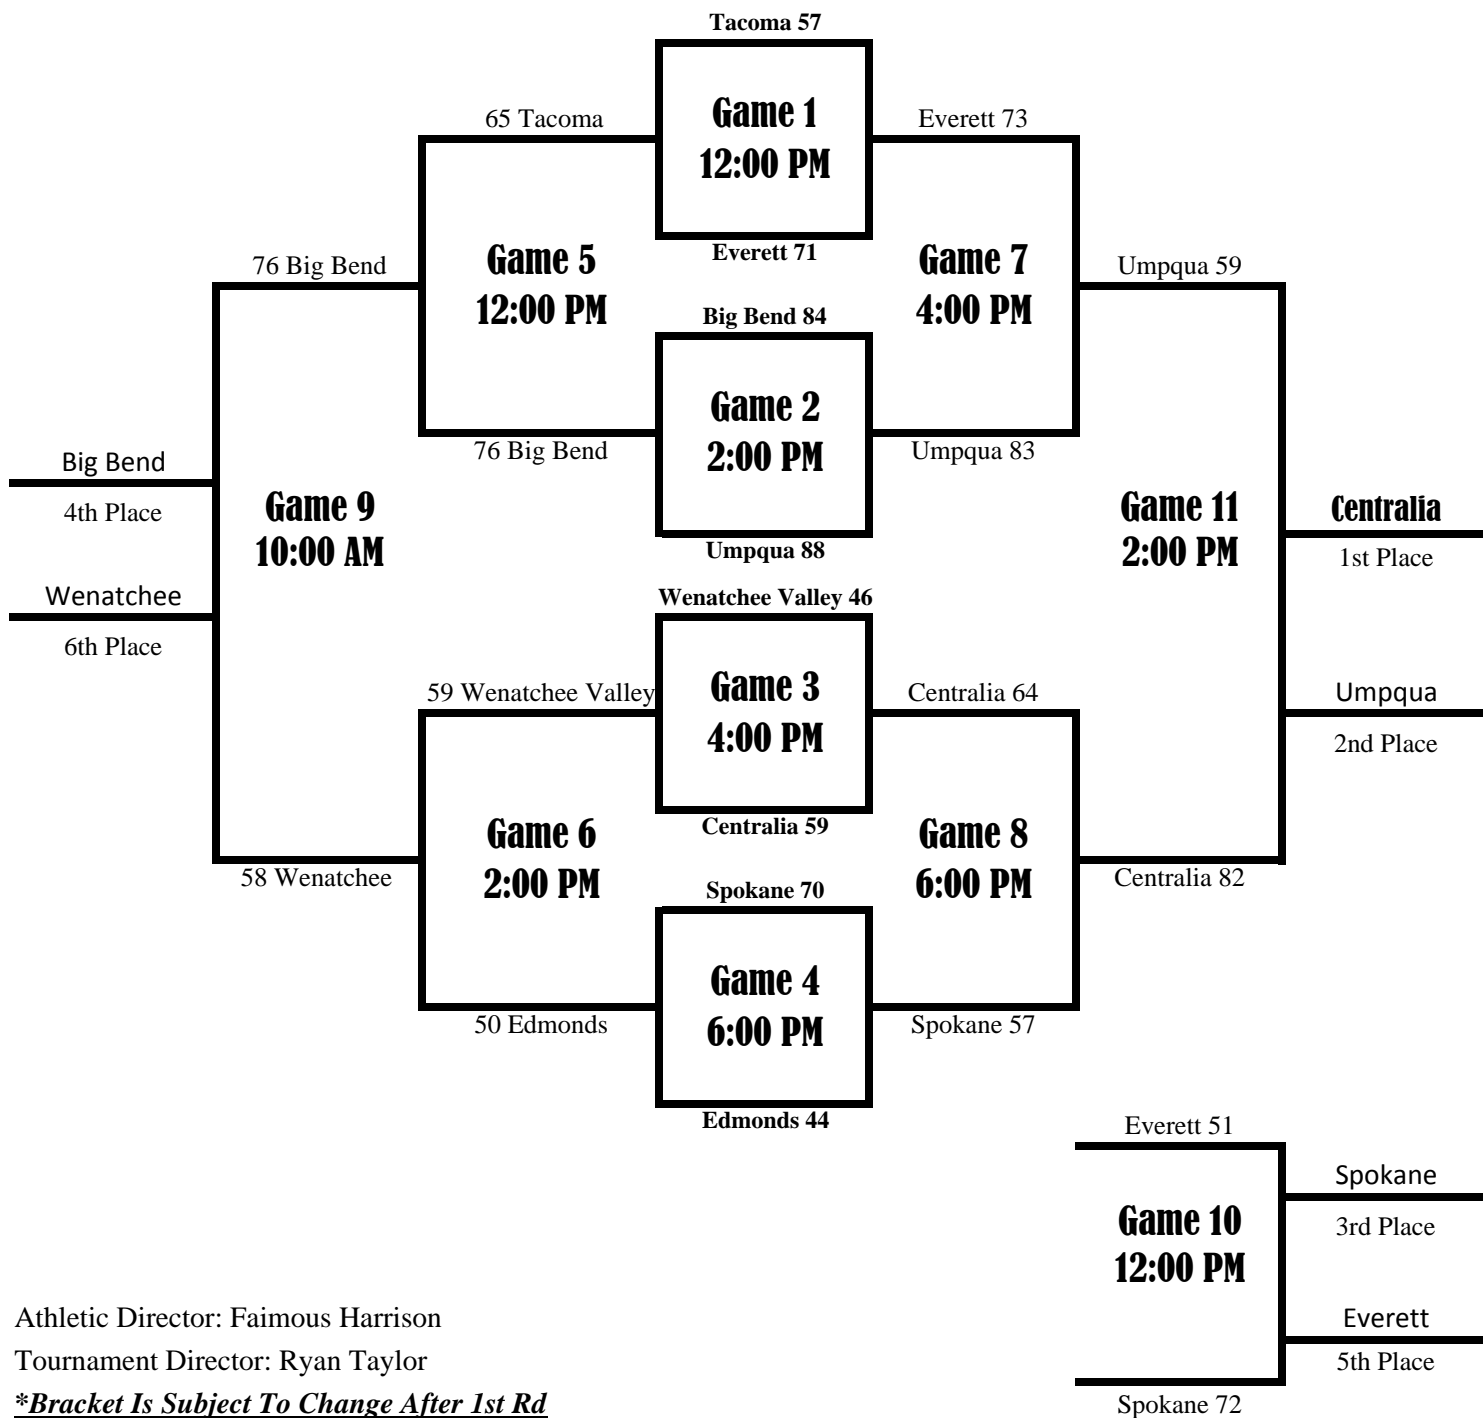 Tacoma 57
65 Tacoma
Game 1
12:00 PM
Everett 73
Everett 71
76 Big Bend
Game 5
12:00 PM
Game 7
4:00 PM
Umpqua 59
Big Bend 84
Game 2
2:00 PM
76 Big Bend
Umpqua 83
Big Bend
4th Place
Game 9
10:00 AM
Game 11
2:00 PM
Centralia
1st Place
Umpqua 88
Wenatchee
6th Place
Wenatchee Valley 46
59 Wenatchee Valley
Game 3
4:00 PM
Centralia 64
Umpqua
2nd Place
Centralia 59
Game 6
2:00 PM
Game 8
6:00 PM
58 Wenatchee
Centralia 82
Spokane 70
Game 4
6:00 PM
50 Edmonds
Spokane 57
Edmonds 44
Everett 51
Spokane
3rd Place
Game 10
12:00 PM
Everett
5th Place
Spokane 72
Athletic Director: Faimous Harrison
Tournament Director: Ryan Taylor
*Bracket Is Subject To Change After 1st Rd